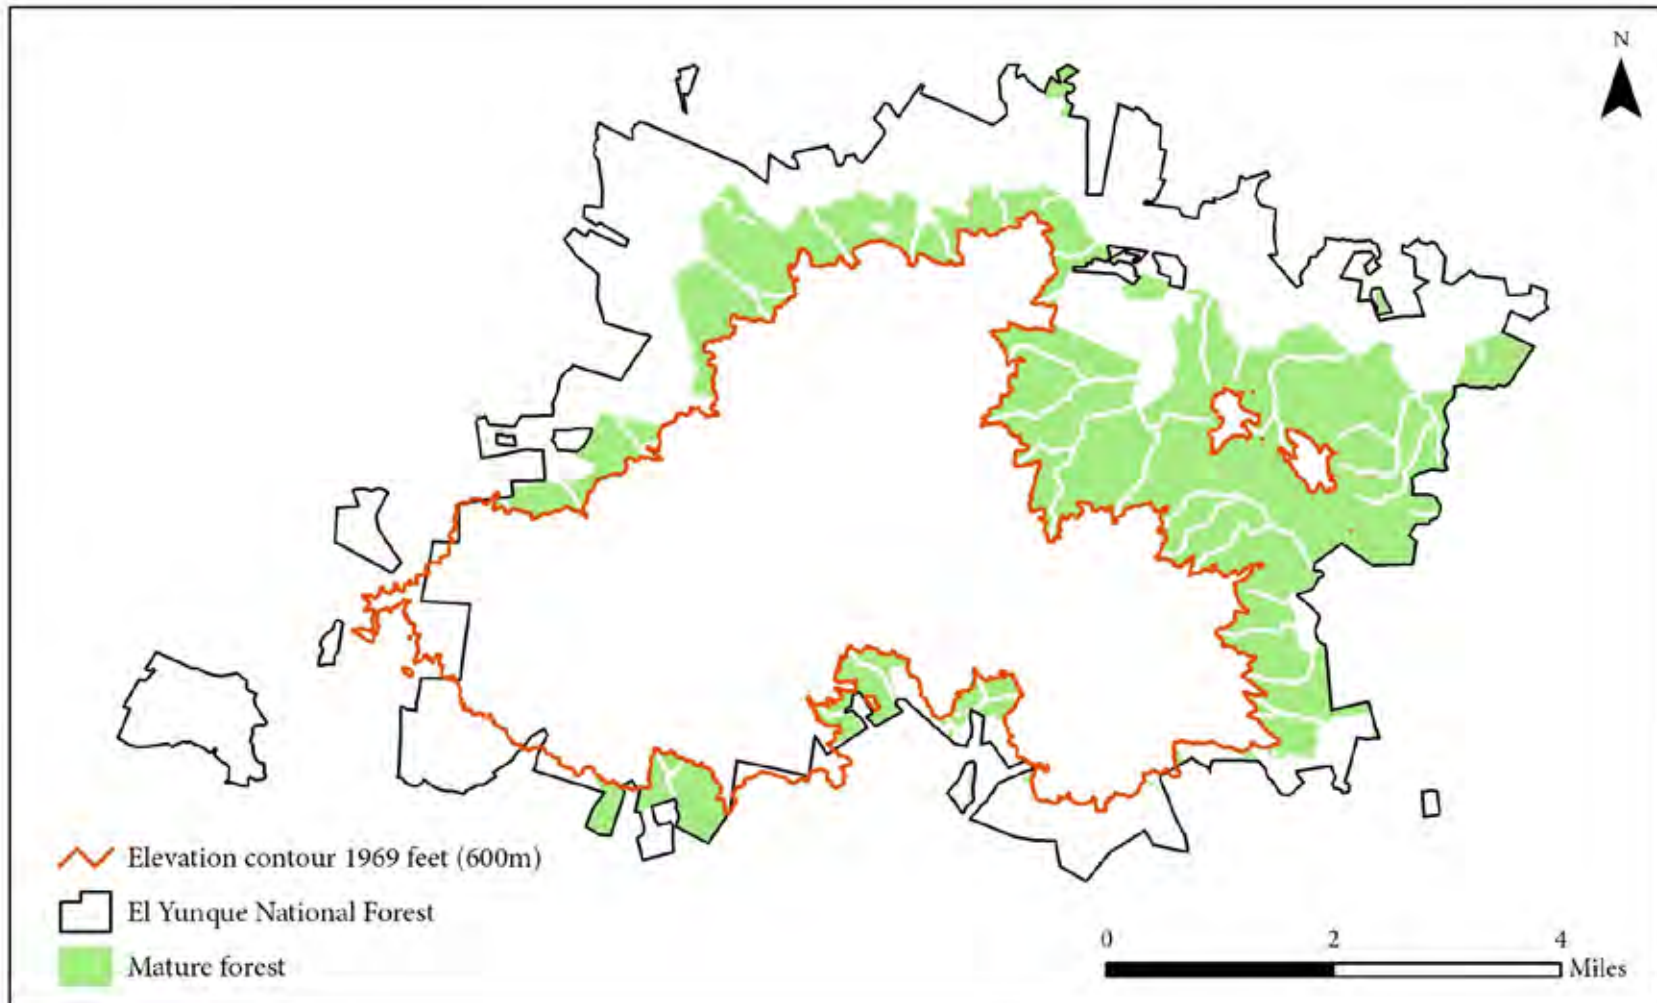 N
Elevation contour 1969 feet (600m)
El Yunque National Forest
Mature forest
0 2 4
Miles